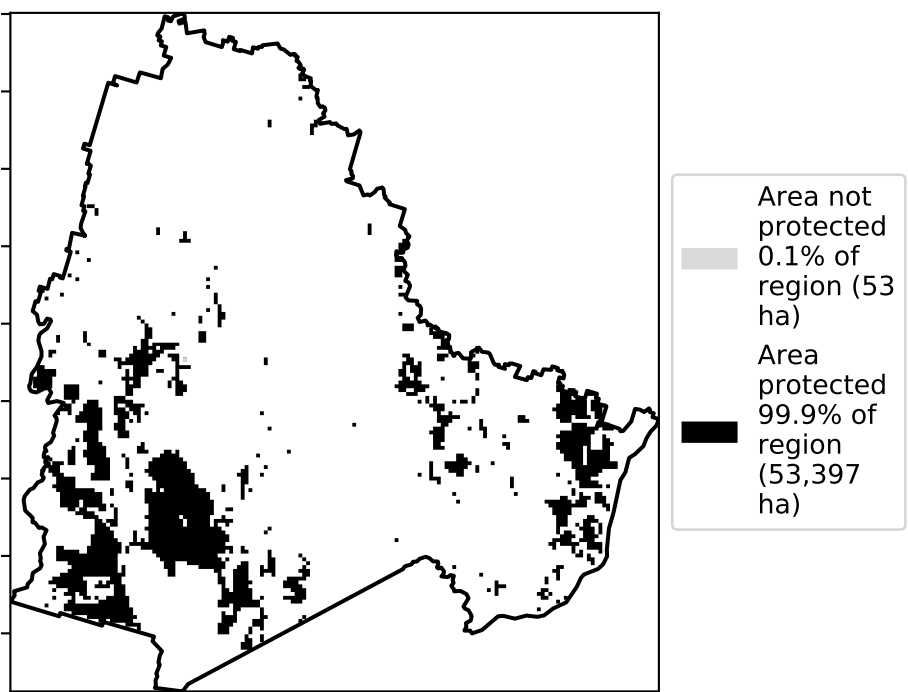 Area not
protected
0.1% of
region (53
ha)
Area
protected
99.9% of
region
(53,397
ha)